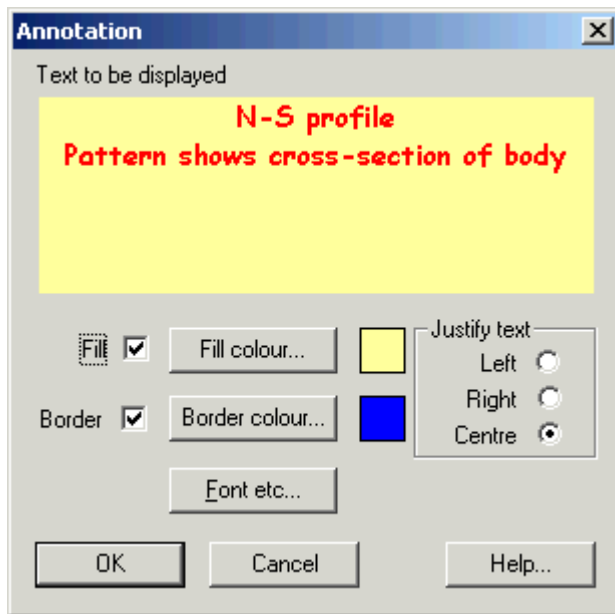 Annotation
Text to be displayed
N-S profile
Pattern shows cross-section of body
Fill
Fill colour...
Border
Border colour...
Font etc...
Justify text
Left
Right
Centre
OK
Cancel
Help...